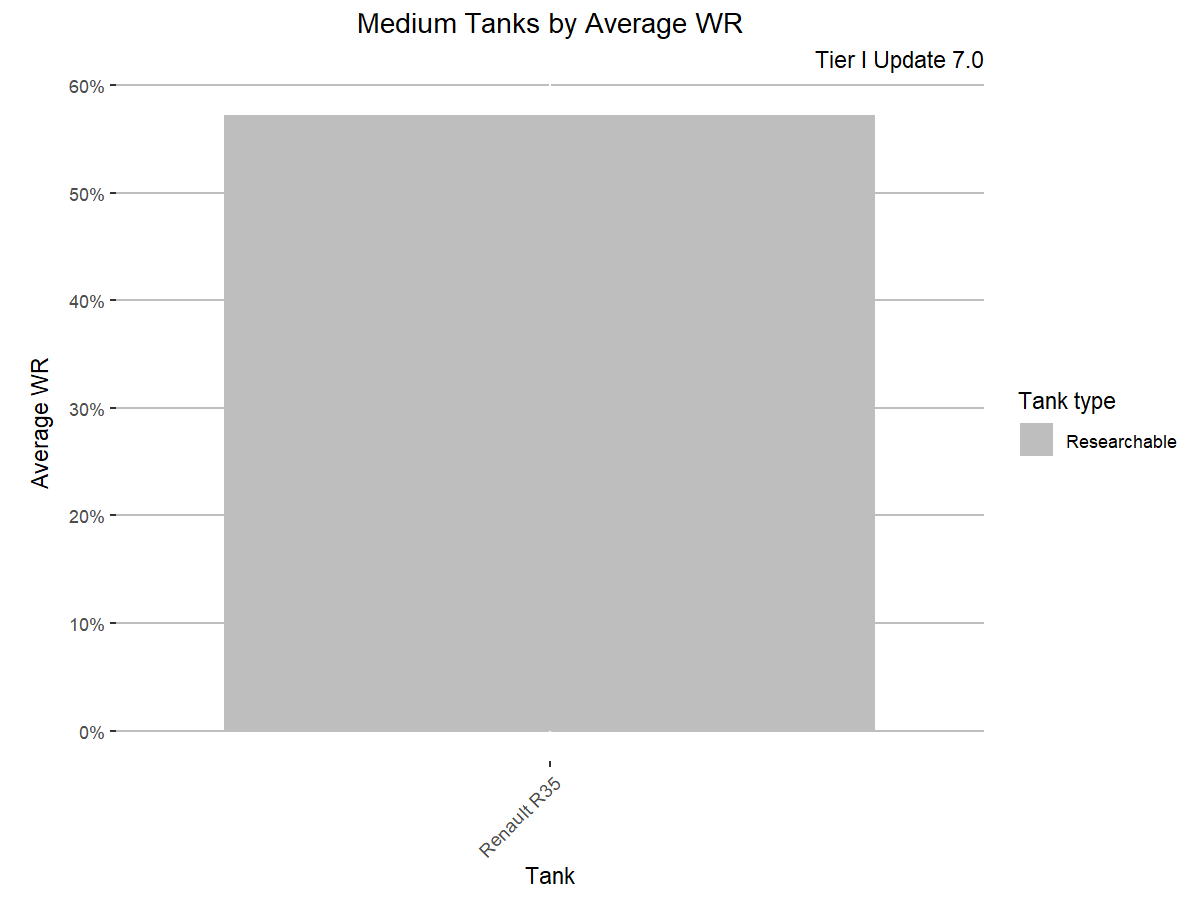 Medium Tanks by Average WR
Tier I Update 7.0
60%
50%
40%
30%
20%
10%
0%
Average WR
Renault R35
Tank
Tank type
Researchable